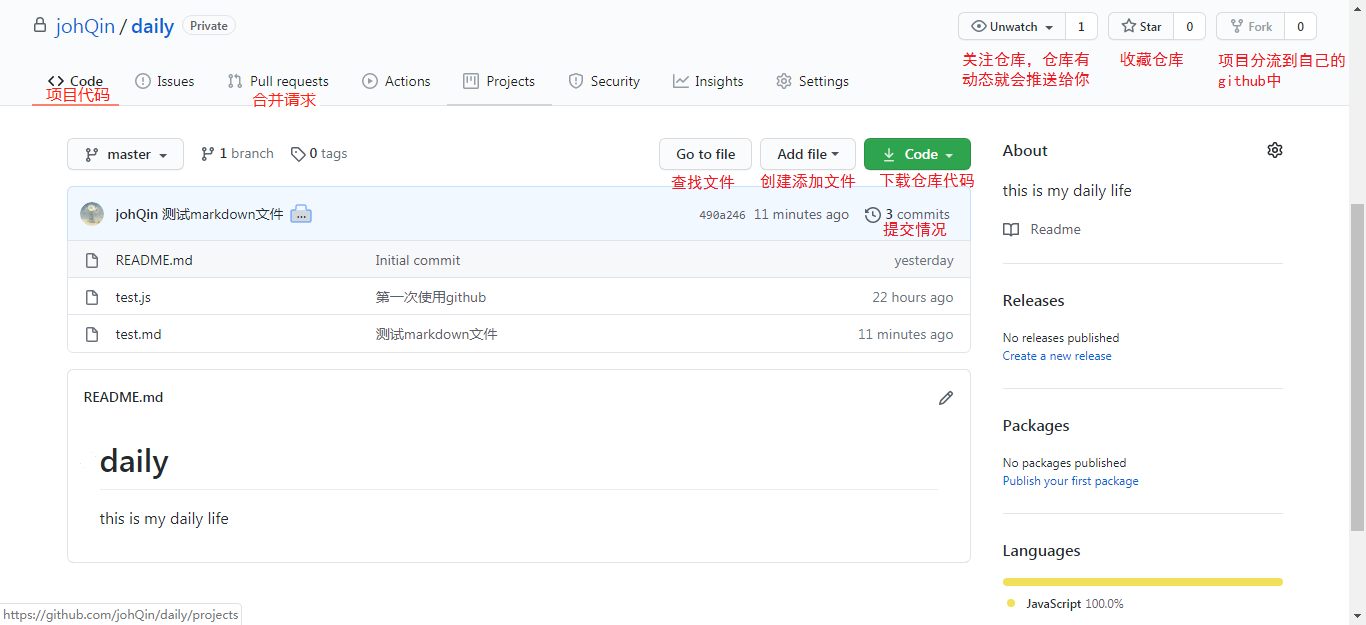 johQin / daily Private
Unwatch 1 Star 0 Fork 0
关注仓库，仓库有 收藏仓库 项目分流到自己的
动态就会推送给你 github中
Code Issues Pull requests Actions Projects Security Insights Settings
项目代码 合并请求
master 1 branch 0 tags Go to file Add file Code
查找文件 创建添加文件 下载仓库代码
johQin 测试markdown文件 ... 490a246 11 minutes ago 3 commits
提交情况
README.md Initial commit yesterday
test.js 第一次使用github 22 hours ago
test.md 测试markdown文件 11 minutes ago
README.md
daily
this is my daily life
About
this is my daily life
Readme
Releases
No releases published
Create a new release
Packages
No packages published
Publish your first package
Languages
JavaScript 100.0%
https://github.com/johQin/daily/projects